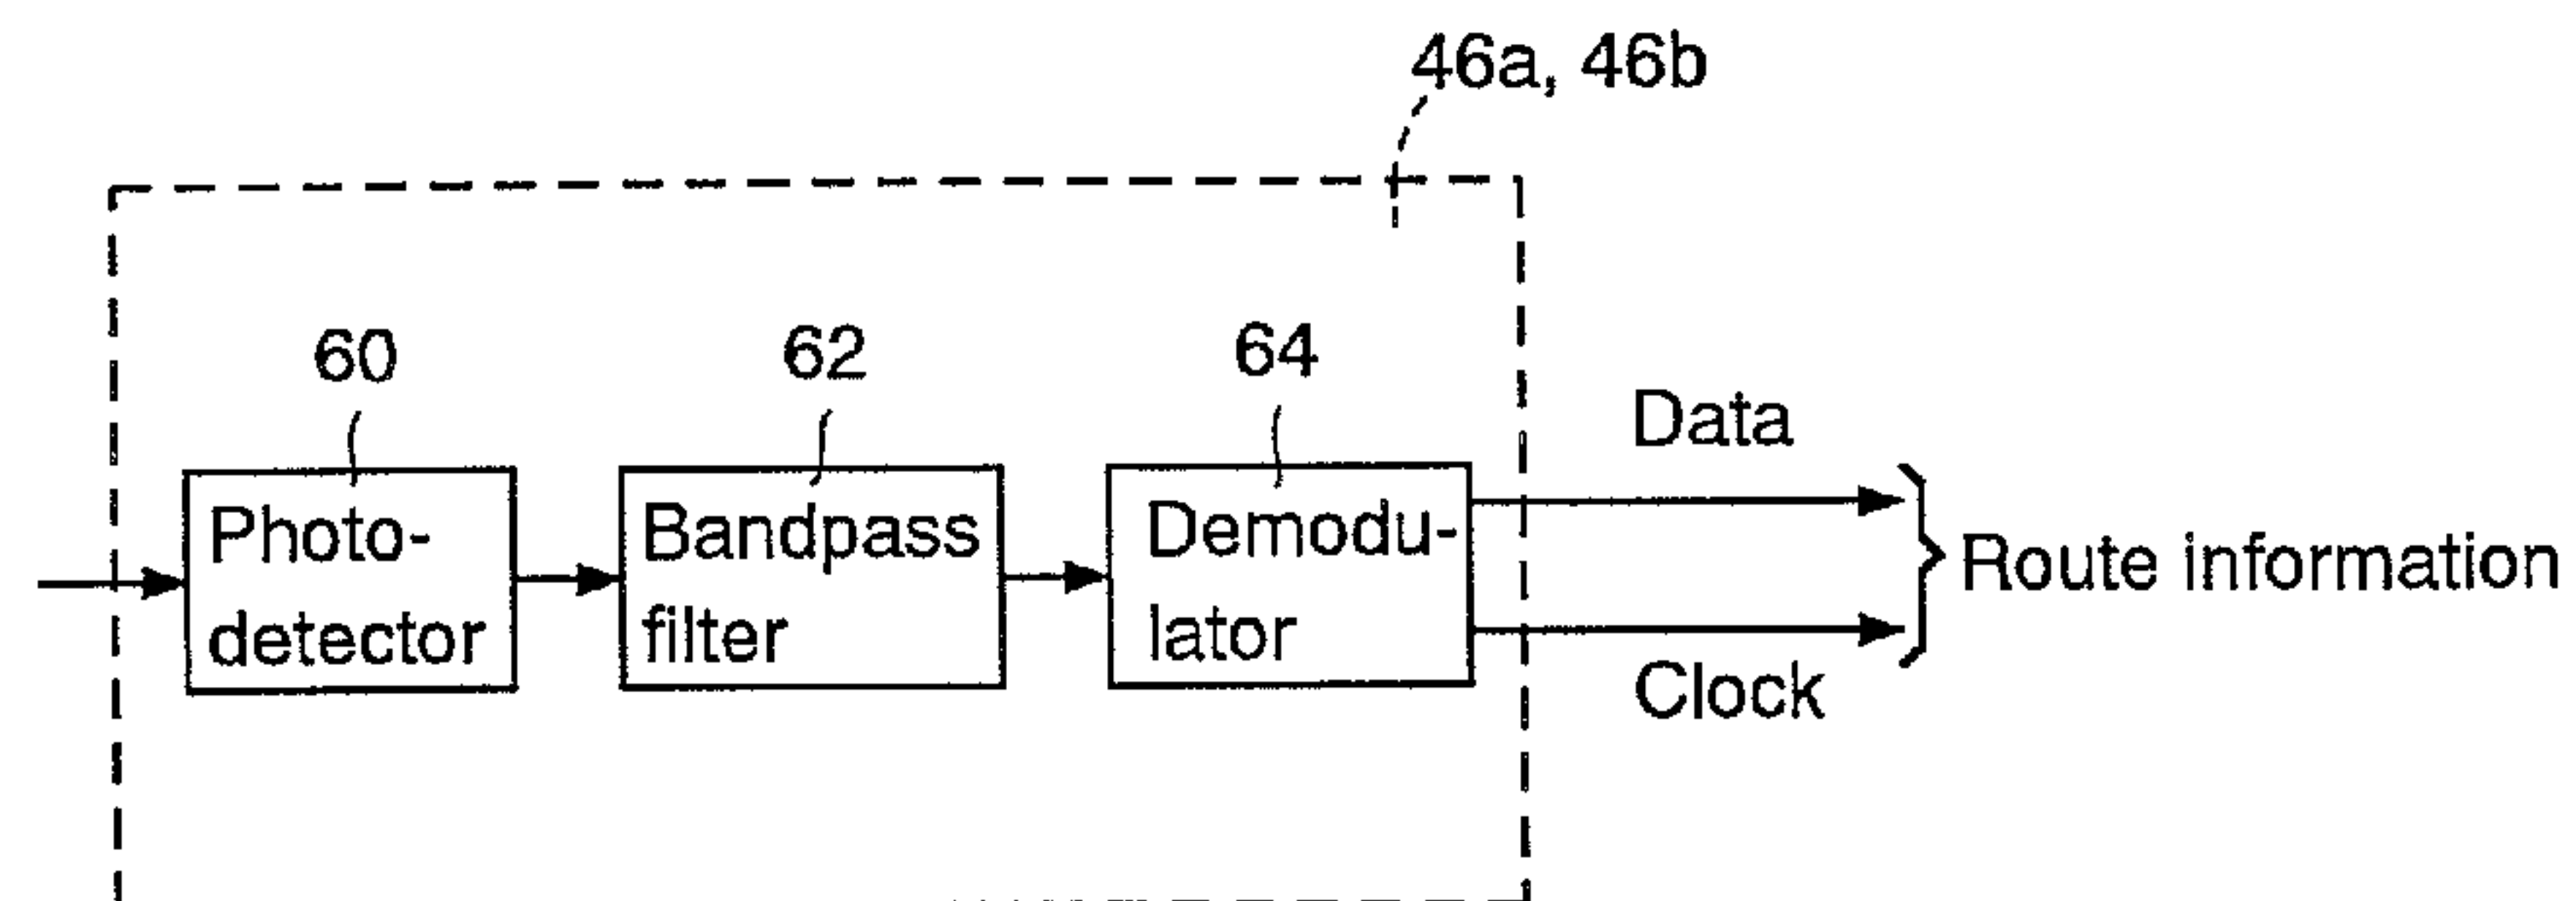 46a, 46b
60
62
64
Data
Photo-
detector
Bandpass
filter
Demodu-
lator
Route information
Clock